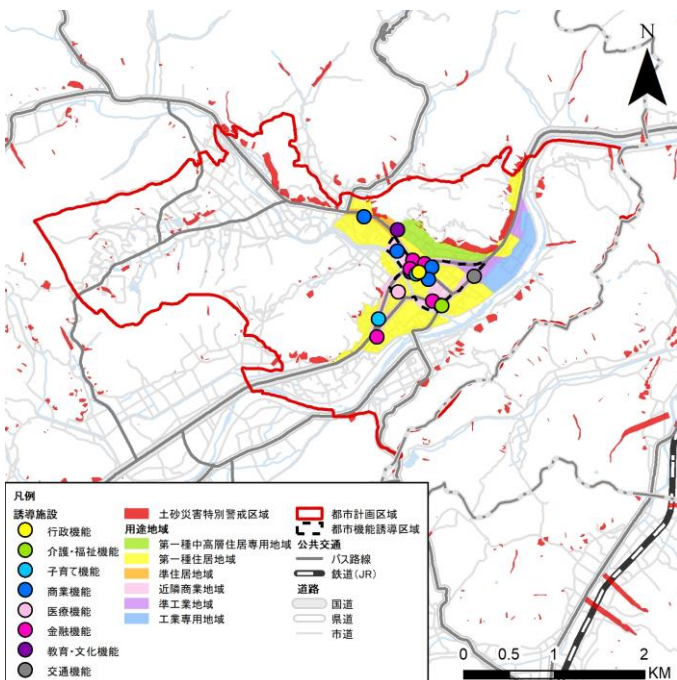 N
凡例
誘導施設
行政機能
介護・福祉機能
子育て機能
商業機能
医療機能
金融機能
教育・文化機能
交通機能
土砂災害特別警戒区域
用途地域
第一種中高層住居専用地域
第一種住居地域
準住居地域
近隣商業地域
準工業地域
工業専用地域
都市計画区域
都市機能誘導区域
公共交通
バス路線
鉄道(JR)
道路
国道
県道
市道
0 0.5 1 2
KM